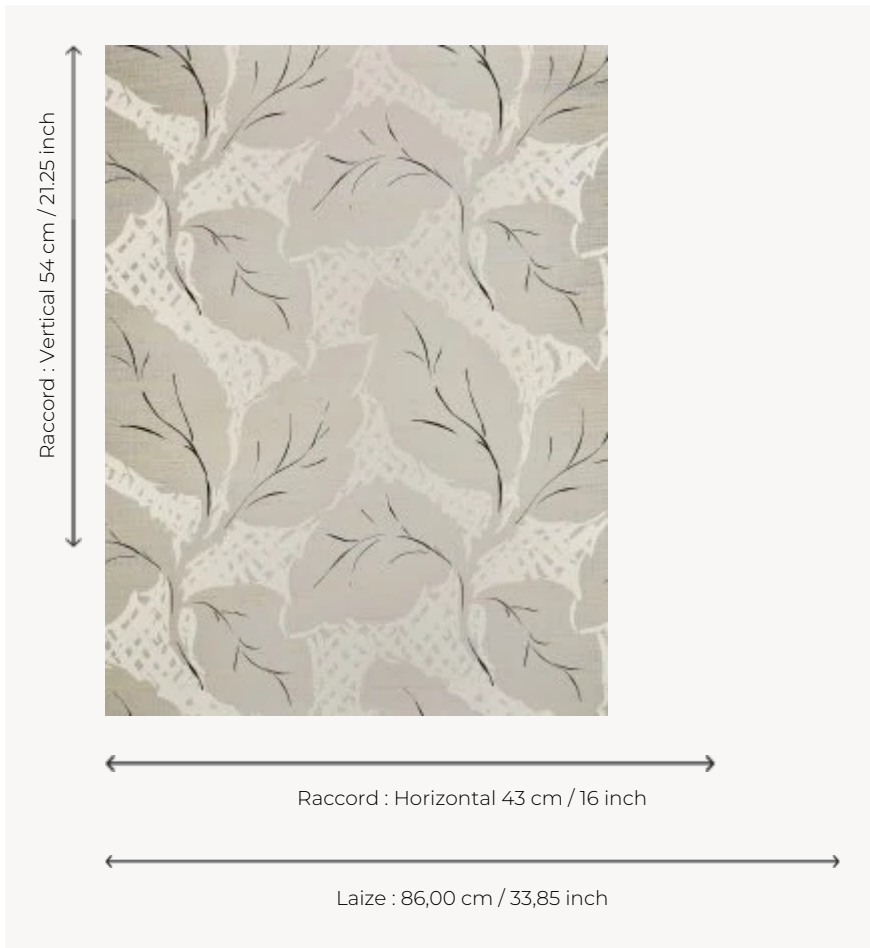 Raccord : Vertical 54 cm / 21.25 inch
Raccord : Horizontal 43 cm / 16 inch
Laize : 86,00 cm / 33,85 inch